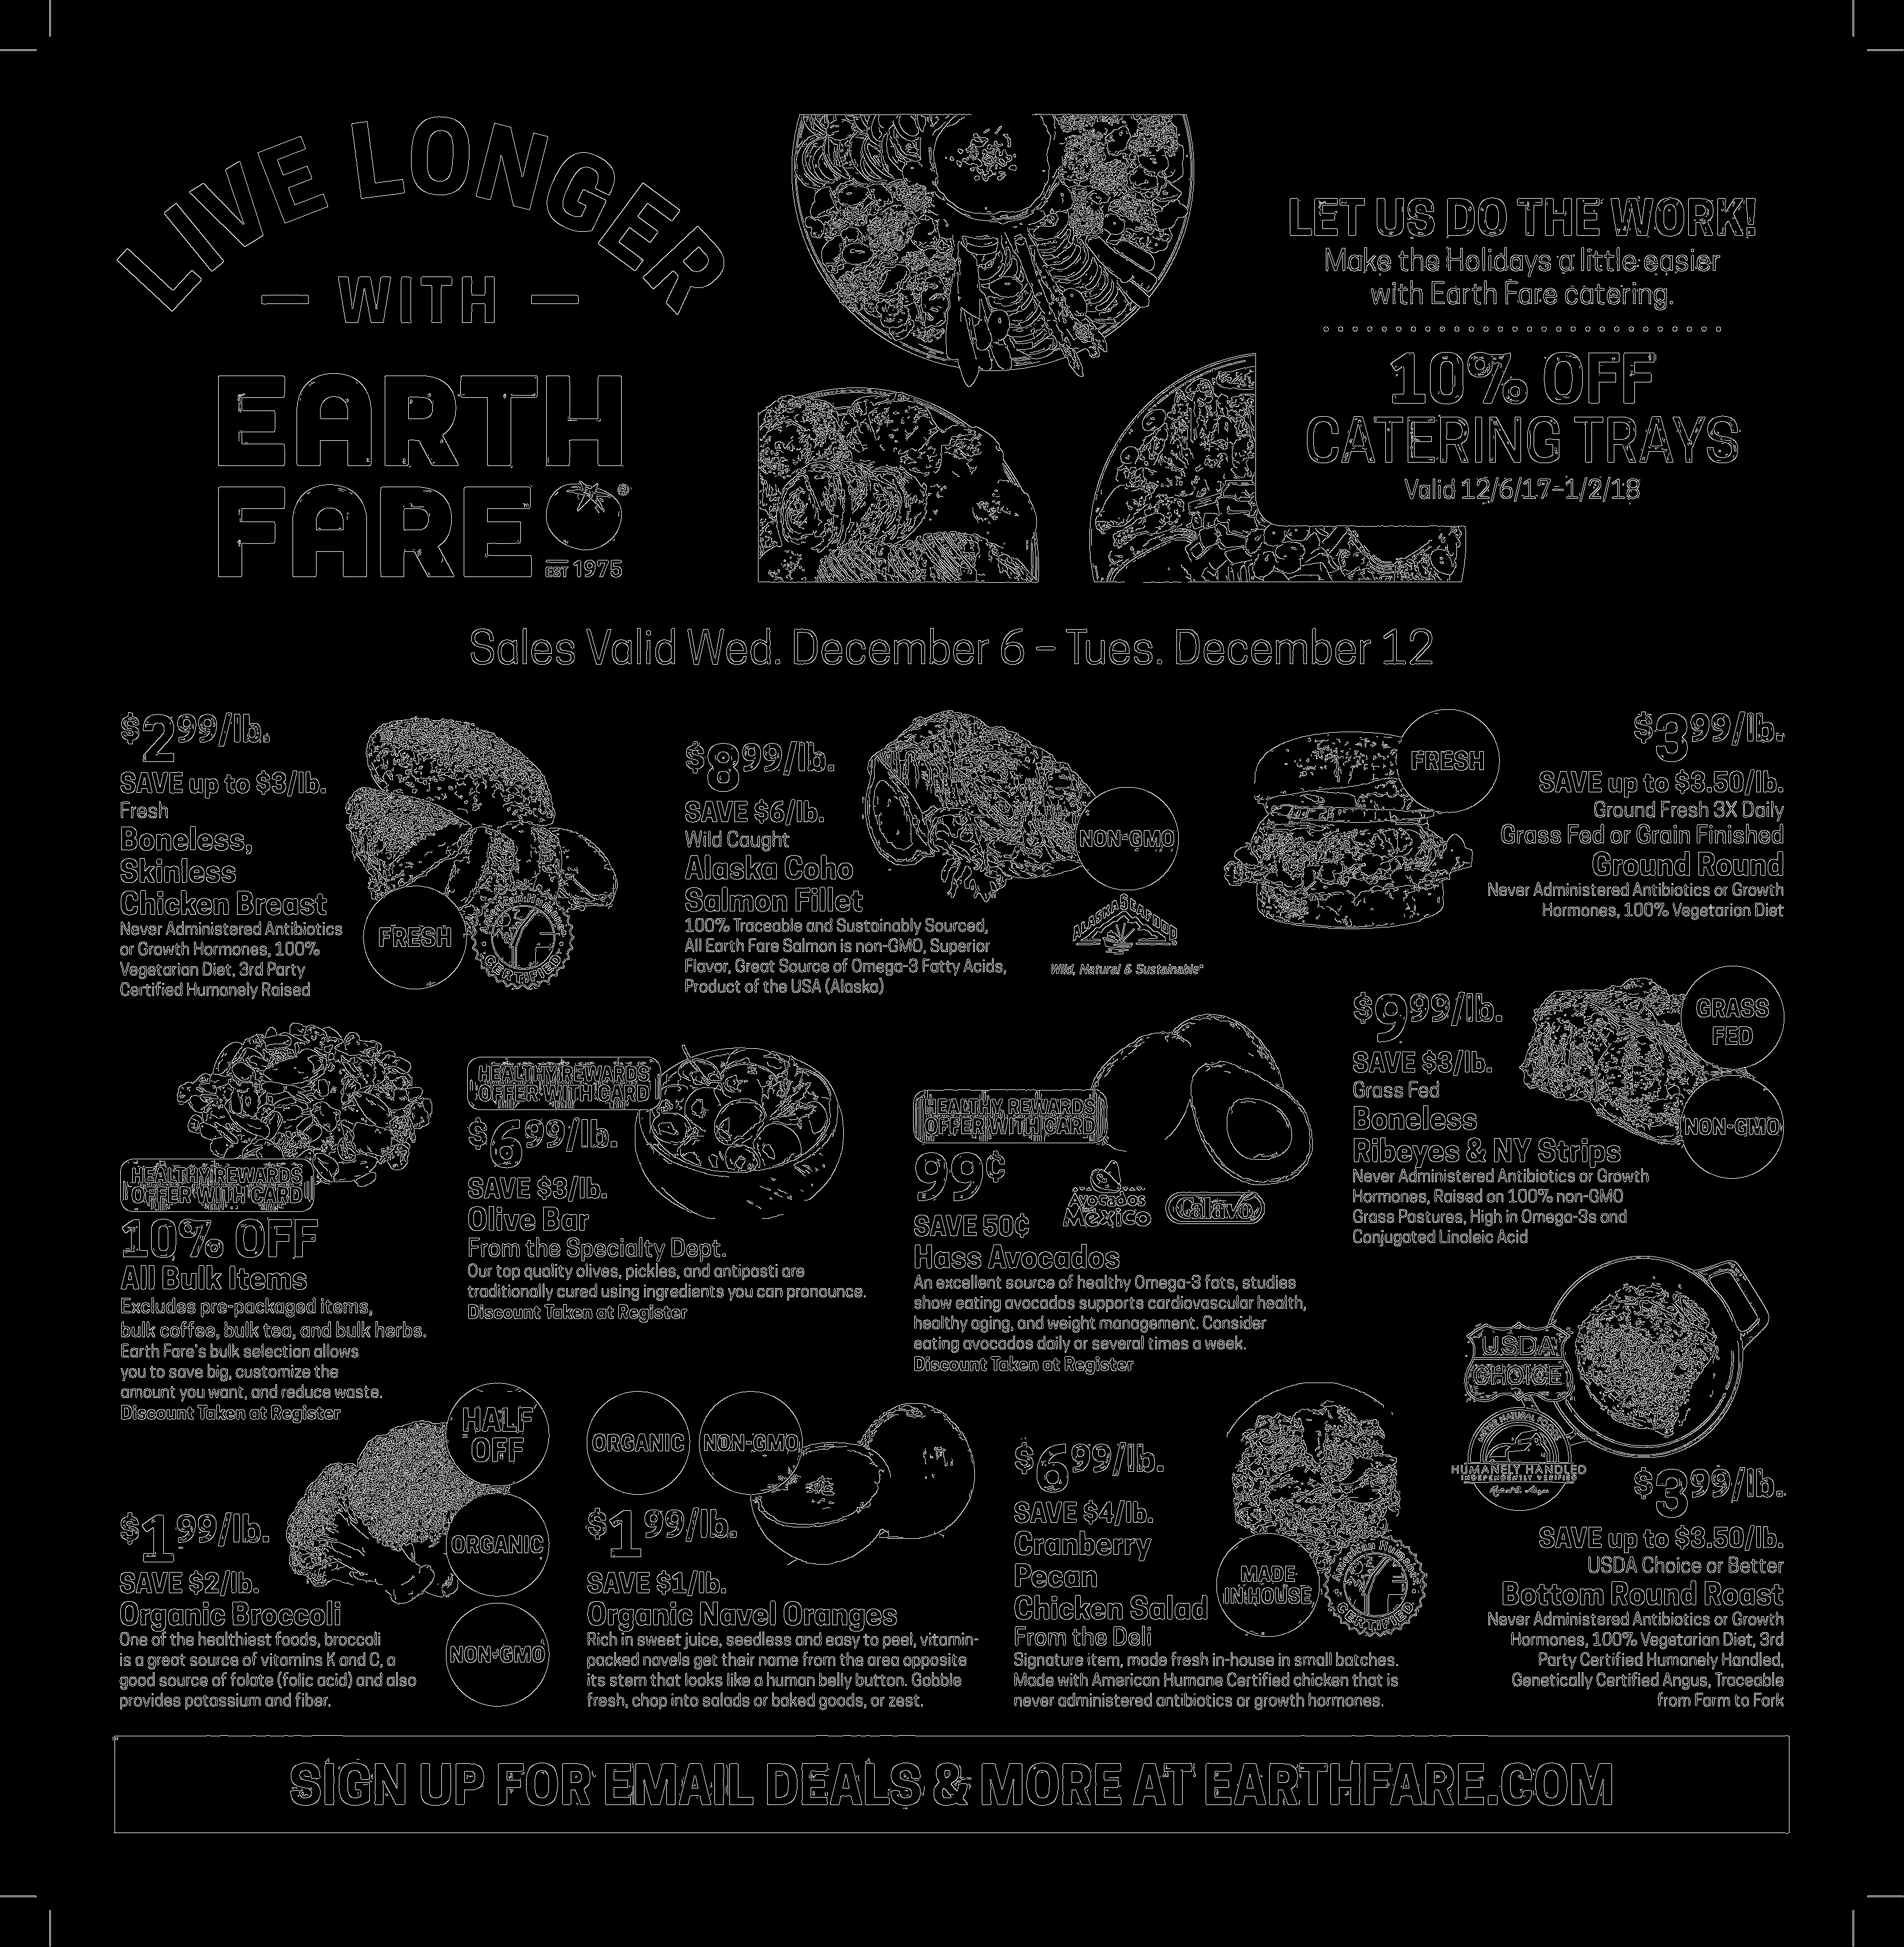 LIVE LONGER
WITH
EARTH
FARE®
EST 1975
LET US DO THE WORK!
Make the Holidays a little easier
with Earth Fare catering.
10% OFF
CATERING TRAYS
Valid 12/6/17–1/2/18
Sales Valid Wed. December 6 – Tues. December 12
$2.99/lb.
SAVE up to $3/lb.
Fresh
Boneless,
Skinless
Chicken Breast
Never Administered Antibiotics
or Growth Hormones, 100%
Vegetarian Diet, 3rd Party
Certified Humanely Raised
FRESH
American Humane
CERTIFIED
$8.99/lb.
SAVE $6/lb.
Wild Caught
Alaska Coho
Salmon Fillet
100% Traceable and Sustainably Sourced,
All Earth Fare Salmon is non-GMO, Superior
Flavor, Great Source of Omega-3 Fatty Acids,
Product of the USA (Alaska)
NON-GMO
ALASKA SEAFOOD
Wild, Natural & Sustainable®
FRESH
$3.99/lb.
SAVE up to $3.50/lb.
Ground Fresh 3X Daily
Grass Fed or Grain Finished
Ground Round
Never Administered Antibiotics or Growth
Hormones, 100% Vegetarian Diet
HEALTHY REWARDS
OFFER WITH CARD
10% OFF
All Bulk Items
Excludes pre-packaged items,
bulk coffee, bulk tea, and bulk herbs.
Earth Fare's bulk selection allows
you to save big, customize the
amount you want, and reduce waste.
Discount Taken at Register
HEALTHY REWARDS
OFFER WITH CARD
$6.99/lb.
SAVE $3/lb.
Olive Bar
From the Specialty Dept.
Our top quality olives, pickles, and antipasti are
traditionally cured using ingredients you can pronounce.
Discount Taken at Register
HEALTHY REWARDS
OFFER WITH CARD
99¢
SAVE 50¢
Hass Avocados
An excellent source of healthy Omega-3 fats, studies
show eating avocados supports cardiovascular health,
healthy aging, and weight management. Consider
eating avocados daily or several times a week.
Discount Taken at Register
Avocados
Mexico
Calavo
$9.99/lb.
SAVE $3/lb.
Grass Fed
Boneless
Ribeyes & NY Strips
Never Administered Antibiotics or Growth
Hormones, Raised on 100% non-GMO
Grass Pastures, High in Omega-3s and
Conjugated Linoleic Acid
GRASS
FED
NON-GMO
$1.99/lb.
SAVE $2/lb.
Organic Broccoli
One of the healthiest foods, broccoli
is a great source of vitamins K and C, a
good source of folate (folic acid) and also
provides potassium and fiber.
HALF
OFF
ORGANIC
NON-GMO
ORGANIC
NON-GMO
$1.99/lb.
SAVE $1/lb.
Organic Navel Oranges
Rich in sweet juice, seedless and easy to peel, vitamin-
packed navels get their name from the area opposite
its stem that looks like a human belly button. Gobble
fresh, chop into salads or baked goods, or zest.
$6.99/lb.
SAVE $4/lb.
Cranberry
Pecan
Chicken Salad
From the Deli
Signature item, made fresh in-house in small batches.
Made with American Humane Certified chicken that is
never administered antibiotics or growth hormones.
MADE
IN-HOUSE
American Humane
CERTIFIED
USDA
CHOICE
HUMANELY HANDLED
INDEPENDENTLY VERIFIED
$3.99/lb.
SAVE up to $3.50/lb.
USDA Choice or Better
Bottom Round Roast
Never Administered Antibiotics or Growth
Hormones, 100% Vegetarian Diet, 3rd
Party Certified Humanely Handled,
Genetically Certified Angus, Traceable
from Farm to Fork
SIGN UP FOR EMAIL DEALS & MORE AT EARTHFARE.COM